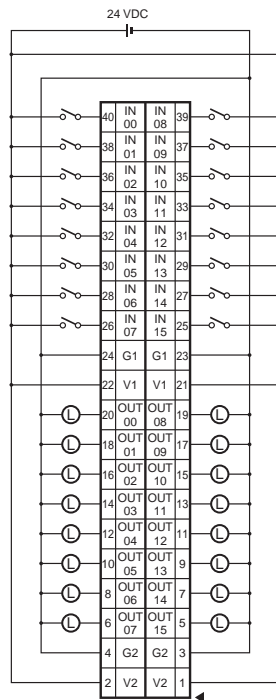 24 VDC
40 IN 00 IN 08 39
38 IN 01 IN 09 37
36 IN 02 IN 10 35
34 IN 03 IN 11 33
32 IN 04 IN 12 31
30 IN 05 IN 13 29
28 IN 06 IN 14 27
26 IN 07 IN 15 25
24 G1 G1 23
22 V1 V1 21
L 20 OUT 00 OUT 08 19 L
L 18 OUT 01 OUT 09 17 L
L 16 OUT 02 OUT 10 15 L
L 14 OUT 03 OUT 11 13 L
L 12 OUT 04 OUT 12 11 L
L 10 OUT 05 OUT 13 9 L
L 8 OUT 06 OUT 14 7 L
L 6 OUT 07 OUT 15 5 L
4 G2 G2 3
2 V2 V2 1